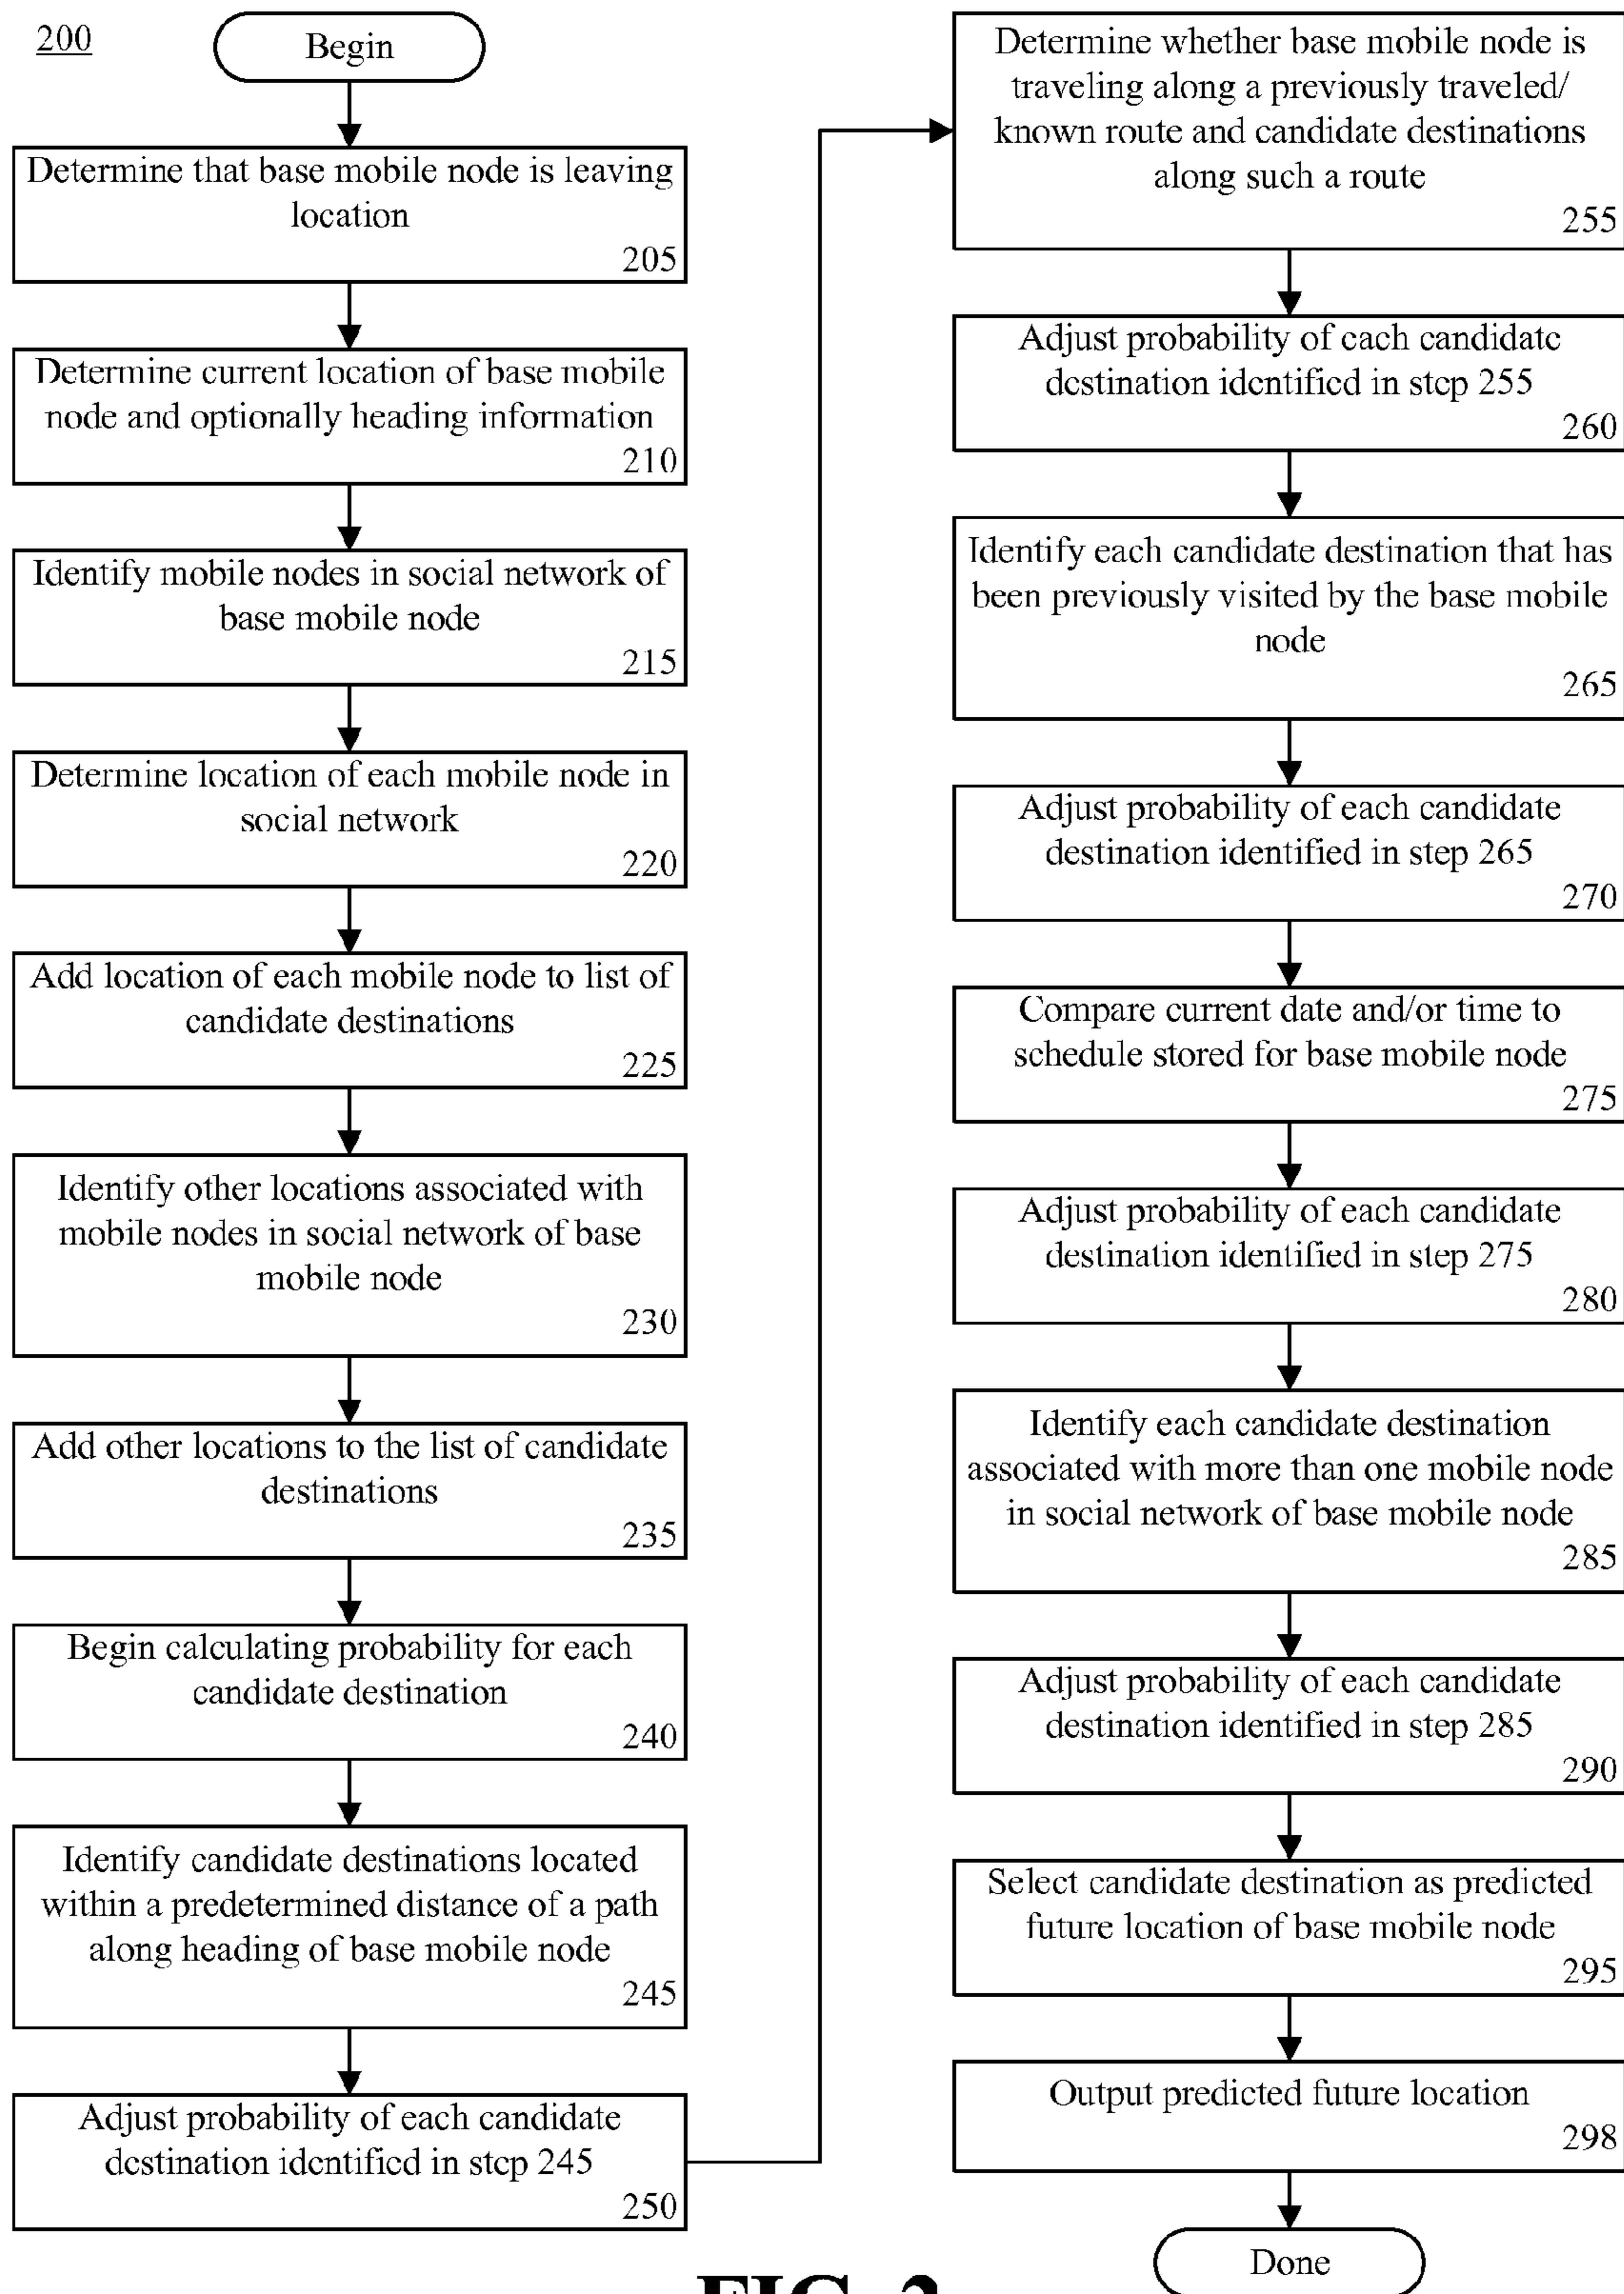 200
Begin
Determine that base mobile node is leaving
location
205
Determine current location of base mobile
node and optionally heading information
210
Identify mobile nodes in social network of
base mobile node
215
Determine location of each mobile node in
social network
220
Add location of each mobile node to list of
candidate destinations
225
Identify other locations associated with
mobile nodes in social network of base
mobile node
230
Add other locations to the list of candidate
destinations
235
Begin calculating probability for each
candidate destination
240
Identify candidate destinations located
within a predetermined distance of a path
along heading of base mobile node
245
Adjust probability of each candidate
destination identified in step 245
250
Determine whether base mobile node is
traveling along a previously traveled/
known route and candidate destinations
along such a route
255
Adjust probability of each candidate
destination identified in step 255
260
Identify each candidate destination that has
been previously visited by the base mobile
node
265
Adjust probability of each candidate
destination identified in step 265
270
Compare current date and/or time to
schedule stored for base mobile node
275
Adjust probability of each candidate
destination identified in step 275
280
Identify each candidate destination
associated with more than one mobile node
in social network of base mobile node
285
Adjust probability of each candidate
destination identified in step 285
290
Select candidate destination as predicted
future location of base mobile node
295
Output predicted future location
298
Done
FIG. 2